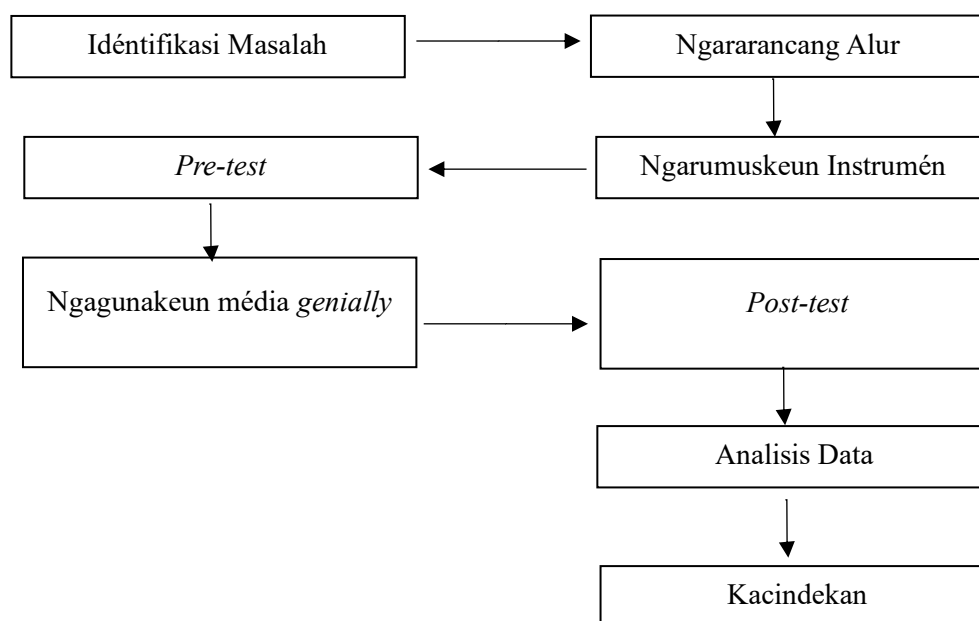 Idéntifikasi Masalah
Ngararancang Alur
Ngarumuskeun Instrumén
Pre-test
Ngagunakeun média genially
Post-test
Analisis Data
Kacindekan